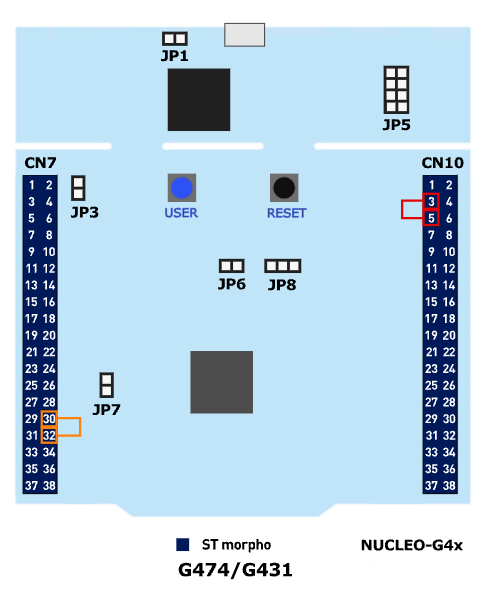 JP1
JP5
CN7
CN10
1 2
3 4
5 6
7 8
9 10
11 12
13 14
15 16
17 18
19 20
21 22
23 24
25 26
27 28
29 30
31 32
33 34
35 36
37 38
1 2
3 4
5 6
7 8
9 10
11 12
13 14
15 16
17 18
19 20
21 22
23 24
25 26
27 28
29 30
31 32
33 34
35 36
37 38
JP3
USER
RESET
JP6
JP8
JP7
ST morpho
NUCLEO-G4x
G474/G431